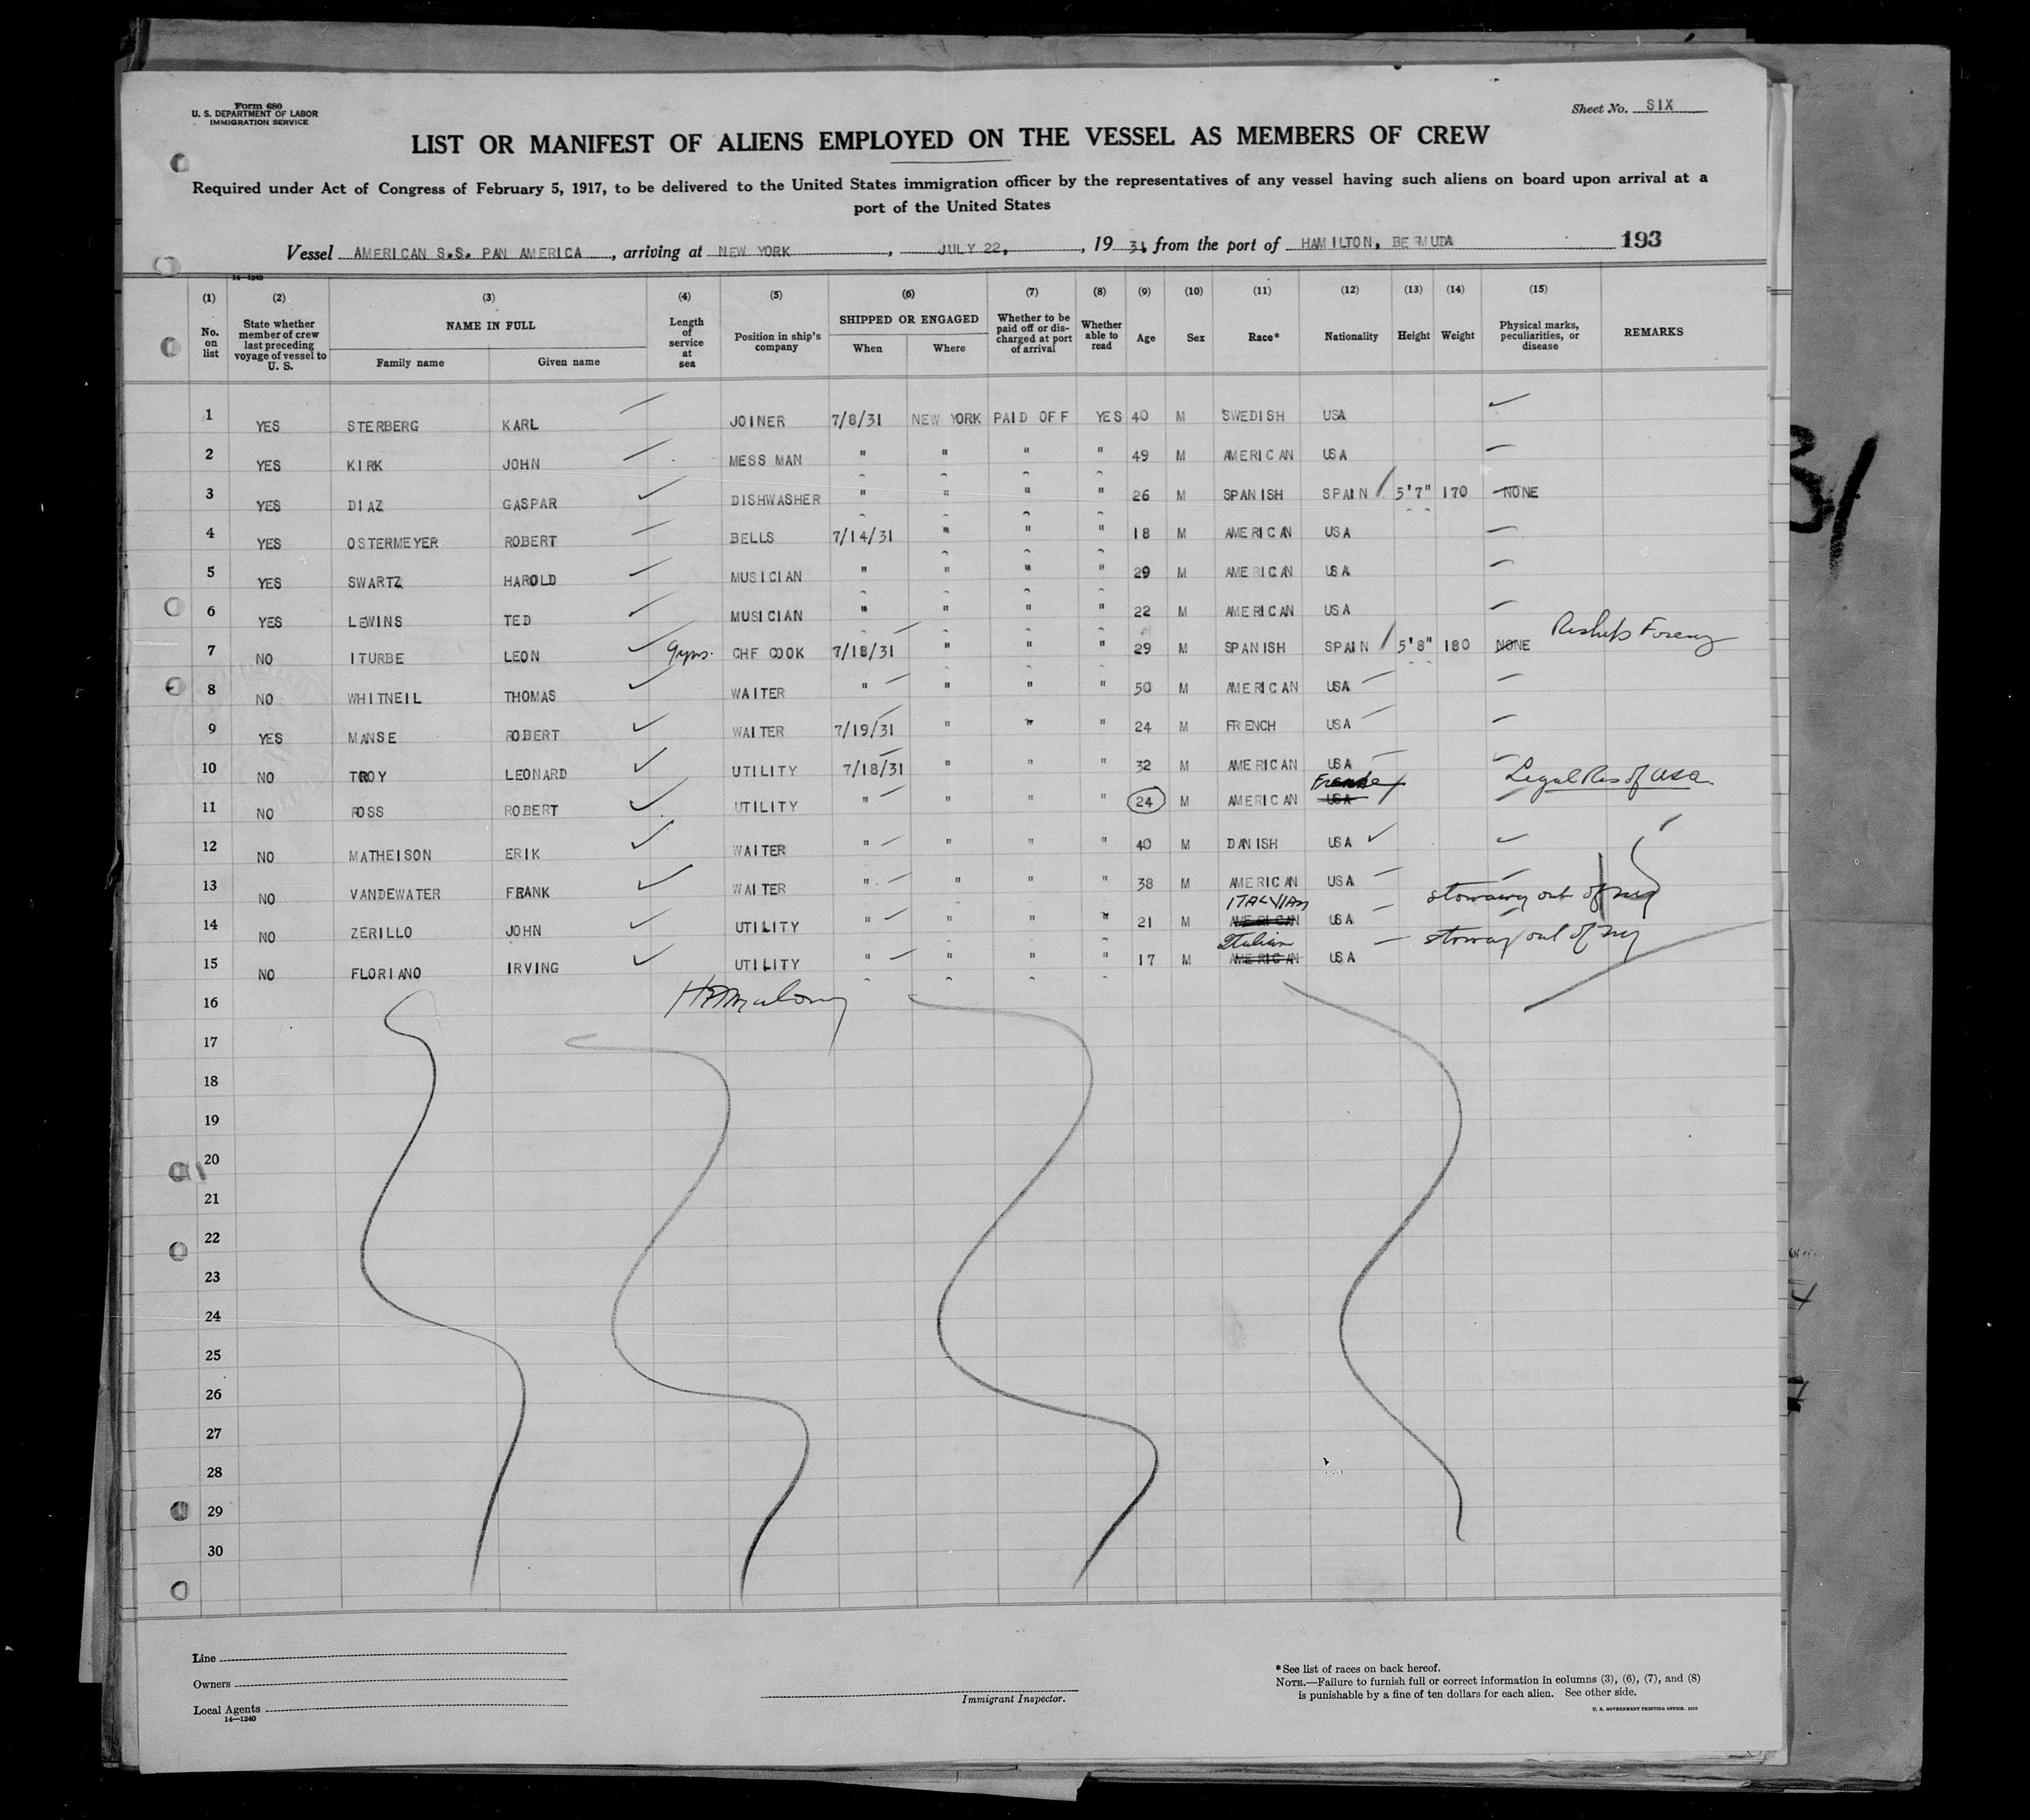 Form 680
U. S. DEPARTMENT OF LABOR
IMMIGRATION SERVICE
Sheet No. SIX
LIST OR MANIFEST OF ALIENS EMPLOYED ON THE VESSEL AS MEMBERS OF CREW
Required under Act of Congress of February 5, 1917, to be delivered to the United States immigration officer by the representatives of any vessel having such aliens on board upon arrival at a
port of the United States
Vessel AMERICAN S.S. PAN AMERICA, arriving at NEW YORK, JULY 22, , 1931, from the port of HAMILTON, BERMUDA 193
14—1240
(1) (2) (3) (4) (5) (6) (7) (8) (9) (10) (11) (12) (13) (14) (15)
No. on list
State whether member of crew last preceding voyage of vessel to U. S.
NAME IN FULL
Family name Given name
Length of service at sea
Position in ship's company
SHIPPED OR ENGAGED
When Where
Whether to be paid off or discharged at port of arrival
Whether able to read
Age Sex Race* Nationality Height Weight
Physical marks, peculiarities, or disease
REMARKS
1 YES STERBERG KARL JOINER 7/8/31 NEW YORK PAID OFF YES 40 M SWEDISH USA
2 YES KIRK JOHN MESS MAN " " " " 49 M AMERICAN USA
3 YES DIAZ GASPAR DISHWASHER " " " " 26 M SPANISH SPAIN 5'7" 170 NONE
4 YES OSTERMEYER ROBERT BELLS 7/14/31 " " " 18 M AMERICAN USA
5 YES SWARTZ HAROLD MUSICIAN " " " " 29 M AMERICAN USA
6 YES LEWINS TED MUSICIAN " " " " 22 M AMERICAN USA
7 NO ITURBE LEON 9 yrs. CHF COOK 7/18/31 " " " 29 M SPANISH SPAIN 5'8" 180 NONE Reships
8 NO WHITNEIL THOMAS WAITER " " " " 50 M AMERICAN USA
9 YES MANSE ROBERT WAITER 7/19/31 " " " 24 M FRENCH USA
10 NO TROY LEONARD UTILITY 7/18/31 " " " 32 M AMERICAN USA
11 NO ROSS ROBERT UTILITY " " " " 24 M AMERICAN USA Legal Res of USA
12 NO MATHEISON ERIK WAITER " " " " 40 M DANISH USA
13 NO VANDEWATER FRANK WAITER " " " " 38 M AMERICAN USA
14 NO ZERILLO JOHN UTILITY " " " " 21 M AMERICAN ITALIAN USA stowaway out of NY
15 NO FLORIANO IRVING UTILITY " " " " 17 M AMERICAN Italian USA stoway out of NY
16
17
18
19
20
21
22
23
24
25
26
27
28
29
30
Line
Owners
Local Agents
14—1240
Immigrant Inspector.
*See list of races on back hereof.
NOTE.—Failure to furnish full or correct information in columns (3), (6), (7), and (8)
is punishable by a fine of ten dollars for each alien. See other side.
U. S. GOVERNMENT PRINTING OFFICE.
31